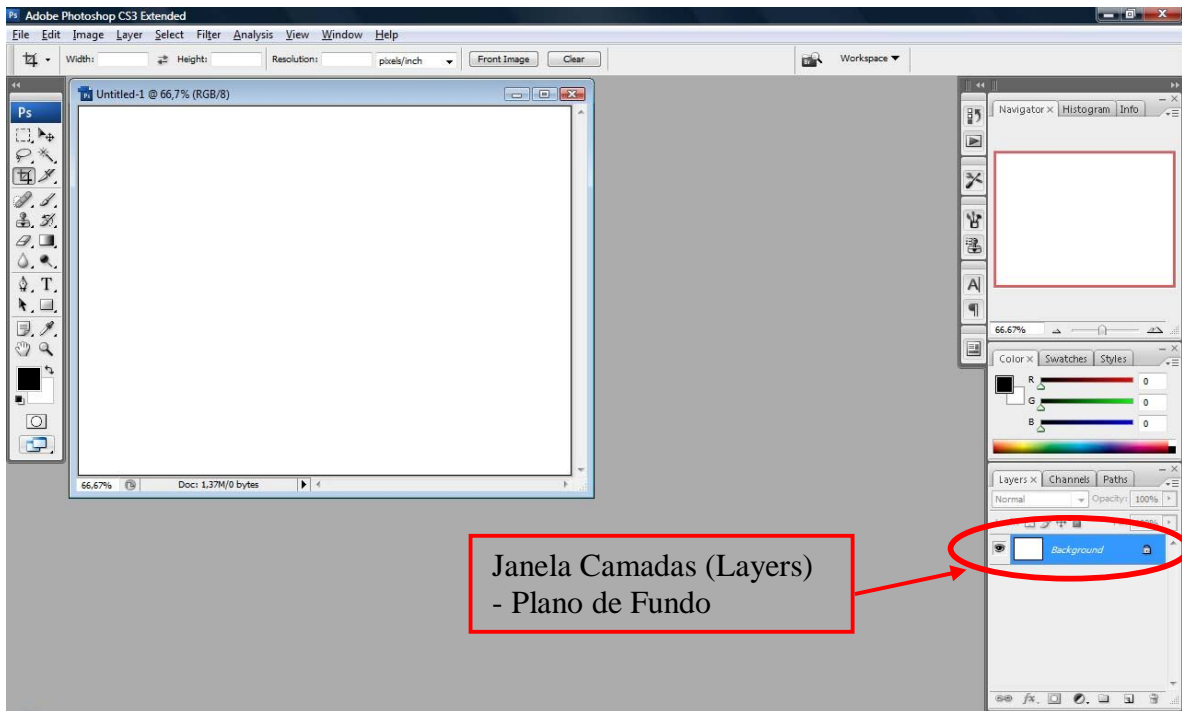 Ps Adobe Photoshop CS3 Extended
File Edit Image Layer Select Filter Analysis View Window Help
Width: Height: Resolution: pixels/inch Front Image Clear Workspace
Ps
Untitled-1 @ 66,7% (RGB/8)
66,67% Doc: 1,37M/0 bytes
Navigator Histogram Info
66.67%
Color Swatches Styles
R 0
G 0
B 0
Layers Channels Paths
Normal Opacity: 100%
Background
Janela Camadas (Layers)
- Plano de Fundo